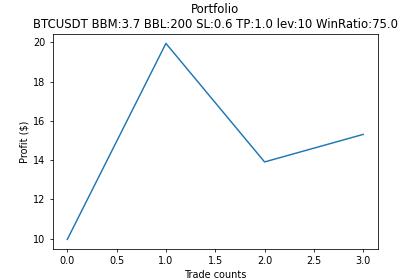 Portfolio
BTCUSDT BBM:3.7 BBL:200 SL:0.6 TP:1.0 lev:10 WinRatio:75.0
20
18
16
14
12
10
Profit ($)
0.0 0.5 1.0 1.5 2.0 2.5 3.0
Trade counts